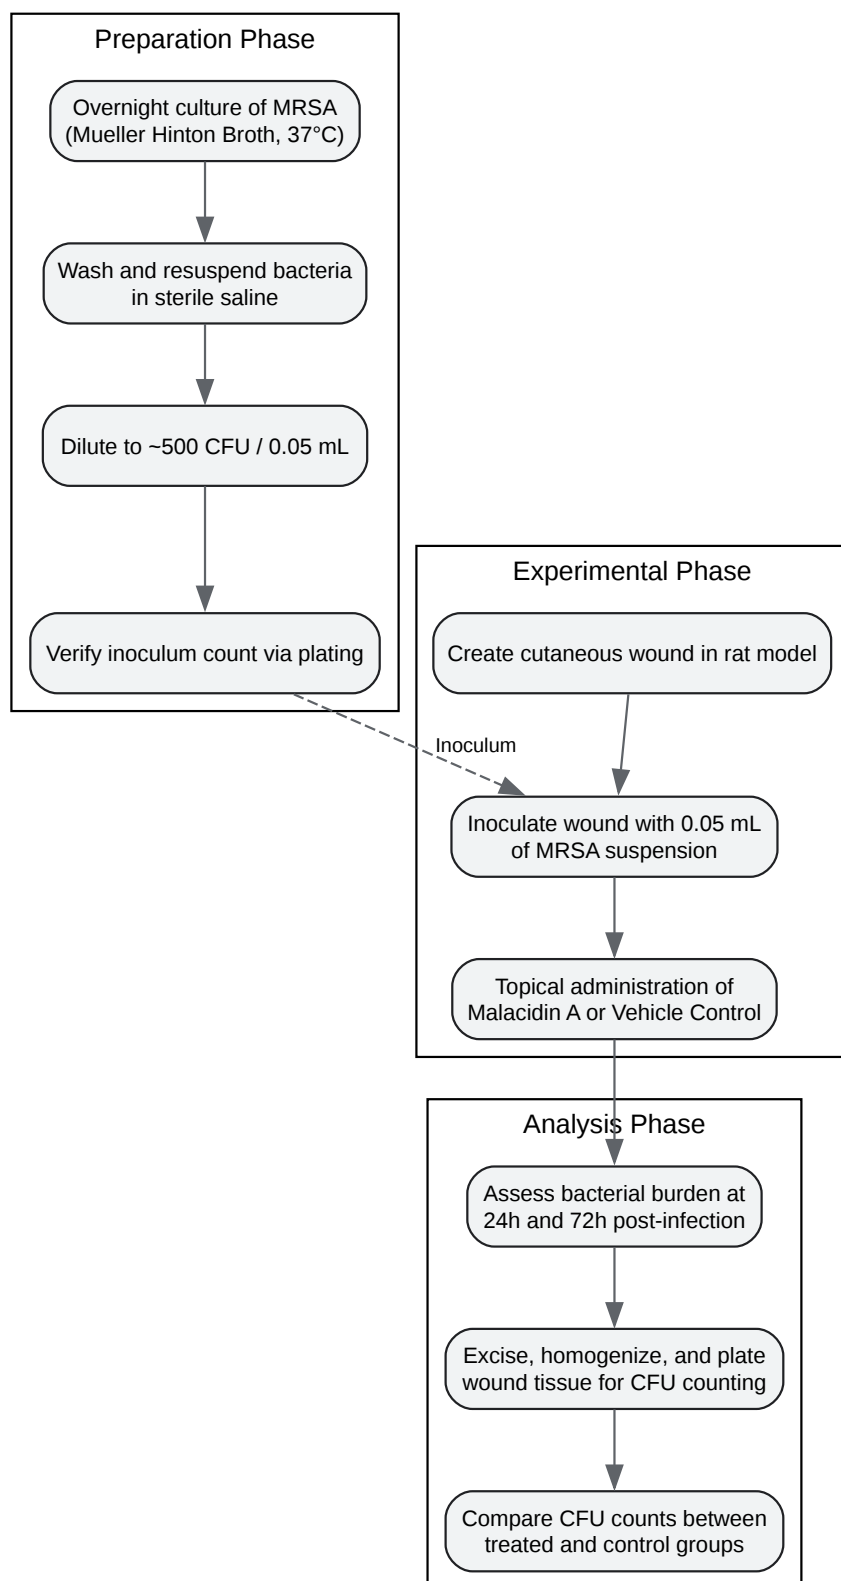 Preparation Phase
Overnight culture of MRSA
(Mueller Hinton Broth, 37°C)
Wash and resuspend bacteria
in sterile saline
Dilute to ~500 CFU / 0.05 mL
Verify inoculum count via plating
Experimental Phase
Create cutaneous wound in rat model
Inoculum
Inoculate wound with 0.05 mL
of MRSA suspension
Topical administration of
Malacidin A or Vehicle Control
Analysis Phase
Assess bacterial burden at
24h and 72h post-infection
Excise, homogenize, and plate
wound tissue for CFU counting
Compare CFU counts between
treated and control groups